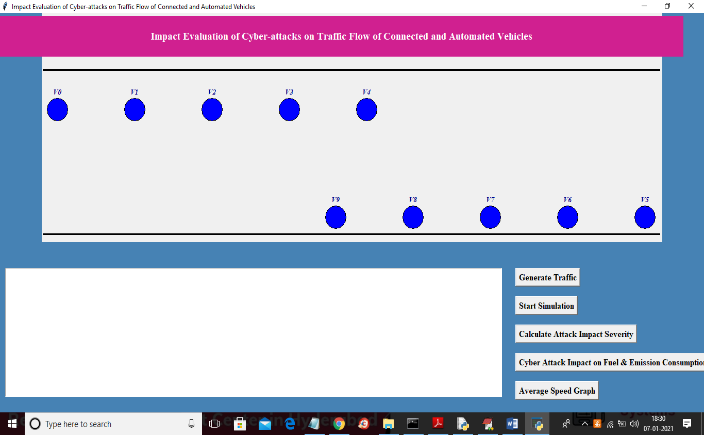 Impact Evaluation of Cyber-attacks on Traffic Flow of Connected and Automated Vehicles
Impact Evaluation of Cyber-attacks on Traffic Flow of Connected and Automated Vehicles
V0 V1 V2 V3 V4
V9 V8 V7 V6 V5
Generate Traffic
Start Simulation
Calculate Attack Impact Severity
Cyber Attack Impact on Fuel & Emission Consumption
Average Speed Graph
Type here to search
18:30
07-01-2021